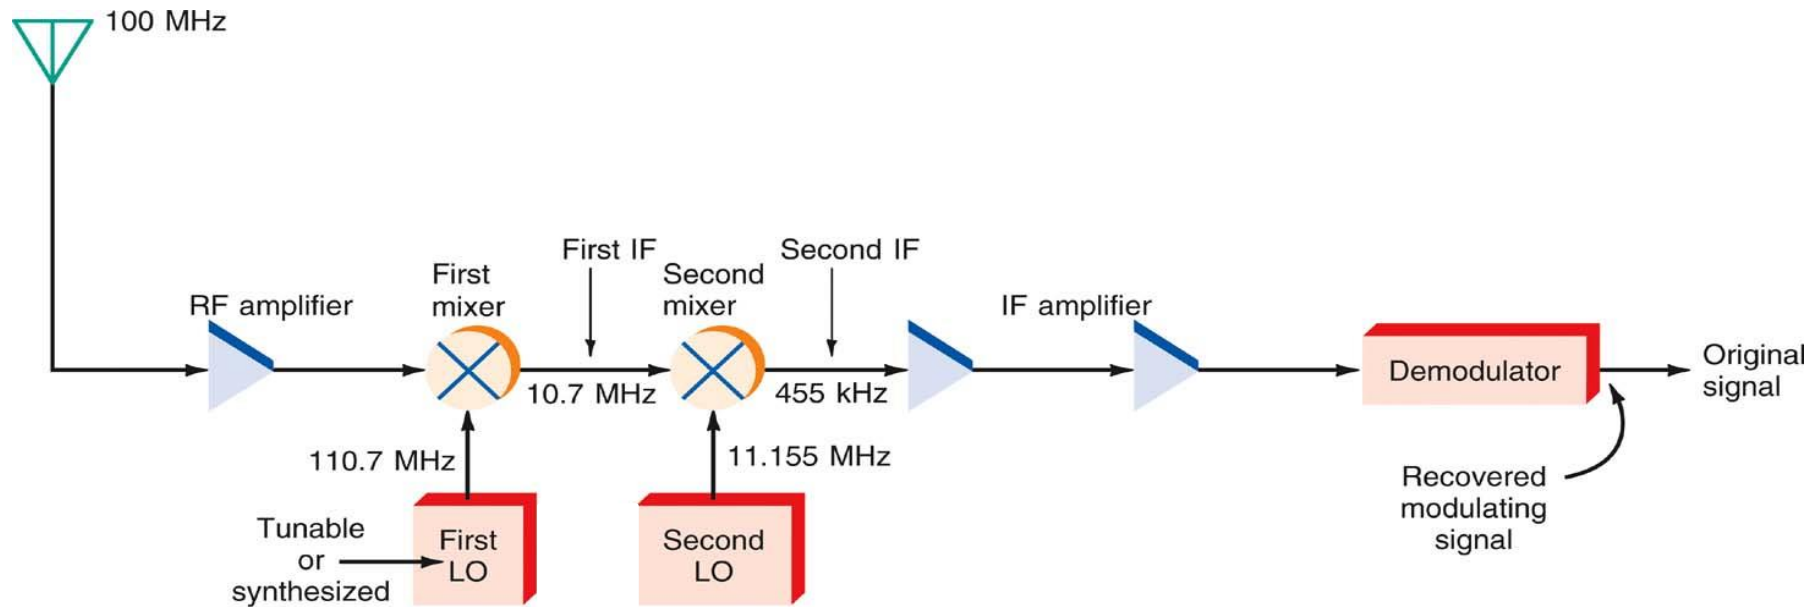 100 MHz
First IF
Second IF
First
mixer
Second
mixer
RF amplifier
IF amplifier
10.7 MHz
455 kHz
Demodulator
Original
signal
110.7 MHz
11.155 MHz
Recovered
modulating
signal
Tunable
or
synthesized
First
LO
Second
LO